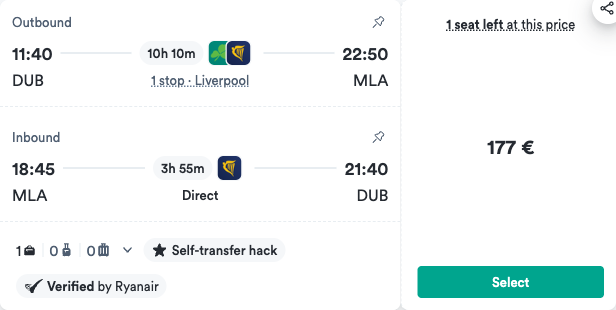 Outbound
11:40 10h 10m 22:50
DUB 1 stop · Liverpool MLA
Inbound
18:45 3h 55m 21:40
MLA Direct DUB
1 0 0 Self-transfer hack
Verified by Ryanair
1 seat left at this price
177 €
Select